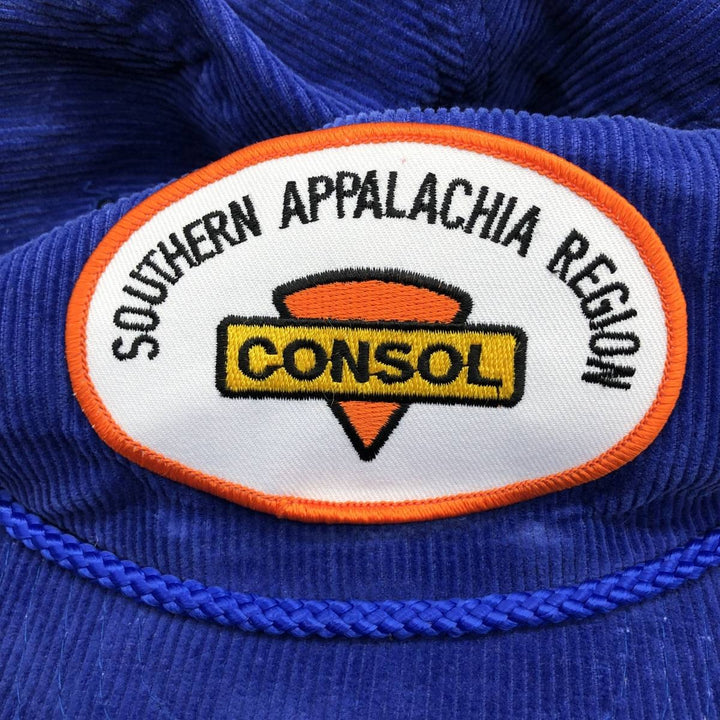 SOUTHERN APPALACHIA REGION
CONSOL